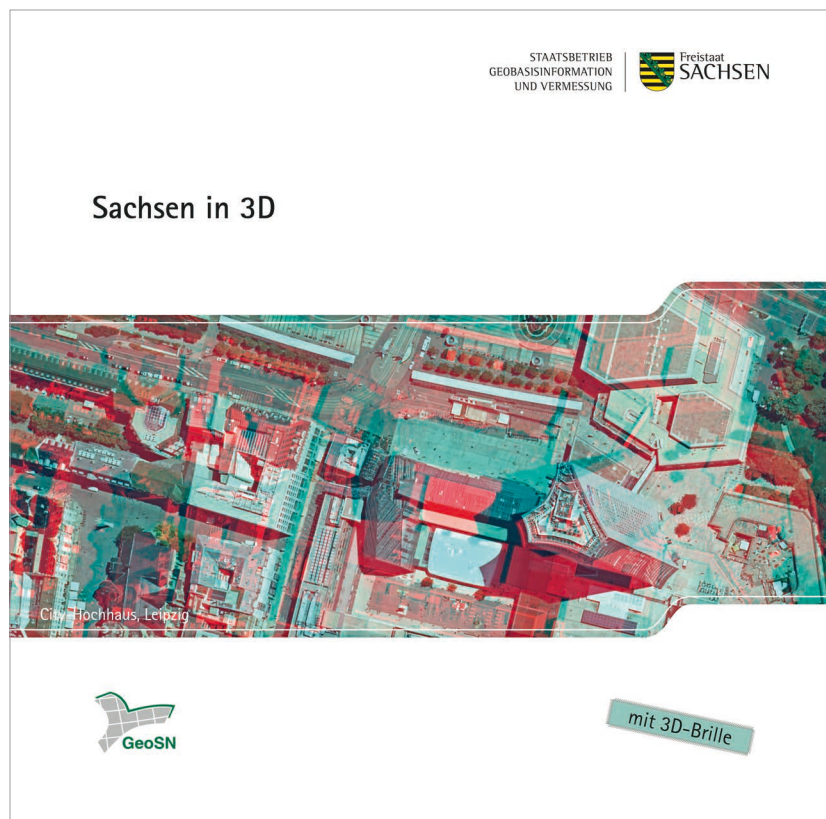 STAATSBETRIEB
GEOBASISINFORMATION
UND VERMESSUNG
Freistaat
SACHSEN
Sachsen in 3D
City-Hochhaus, Leipzig
GeoSN
mit 3D-Brille